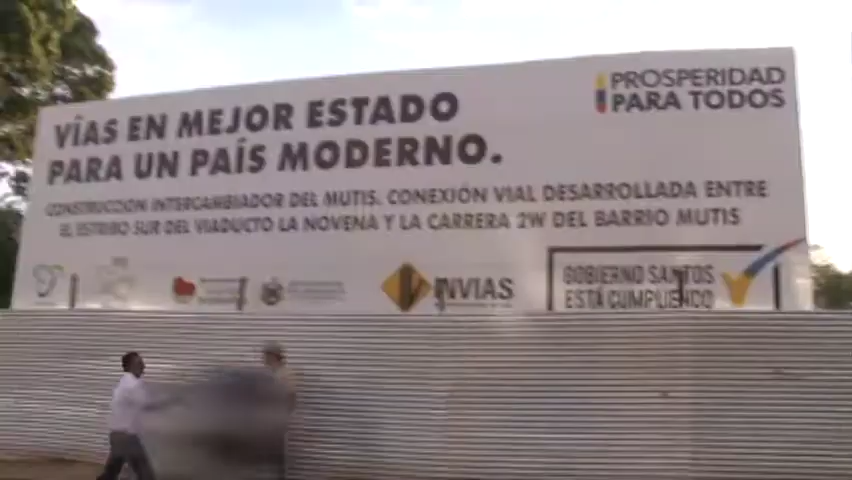 VÍAS EN MEJOR ESTADO
PARA UN PAÍS MODERNO.
PROSPERIDAD
PARA TODOS
CONSTRUCCIÓN INTERCAMBIADOR DEL MUTIS. CONEXIÓN VIAL DESARROLLADA ENTRE
EL ESTRIBO SUR DEL VIADUCTO LA NOVENA Y LA CARRERA 2W DEL BARRIO MUTIS
INVIAS
GOBIERNO SANTOS
ESTÁ CUMPLIENDO